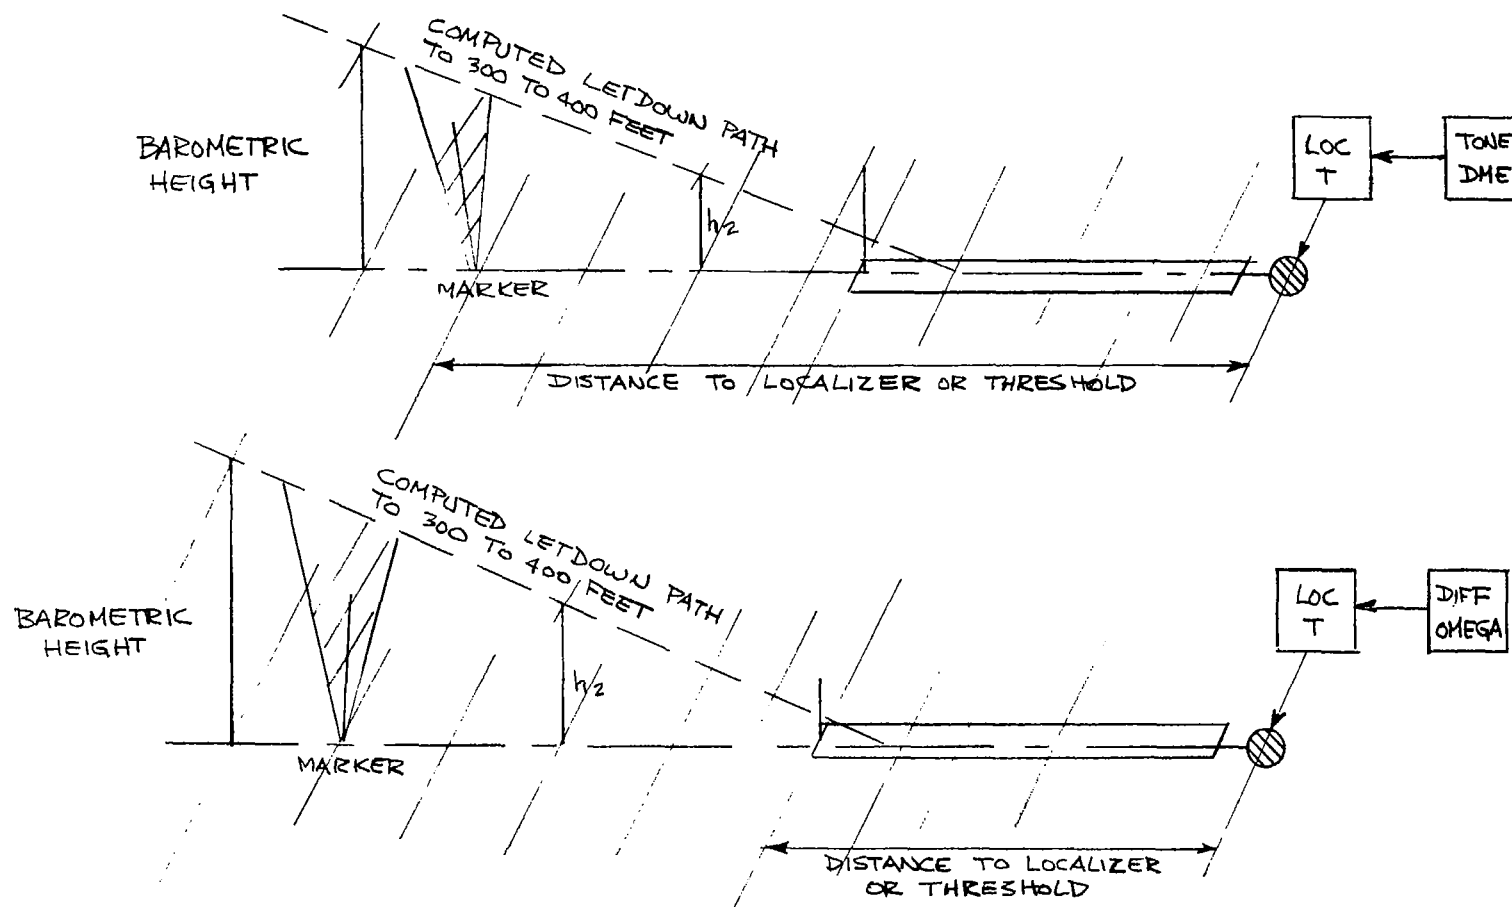 COMPUTED LETDOWN PATH
TO 300 TO 400 FEET
BAROMETRIC
HEIGHT
h2
MARKER
LOC
T
TONE
DME
DISTANCE TO LOCALIZER OR THRESHOLD
COMPUTED LETDOWN PATH
TO 300 TO 400 FEET
BAROMETRIC
HEIGHT
h2
MARKER
LOC
T
DIFF
OMEGA
DISTANCE TO LOCALIZER
OR THRESHOLD